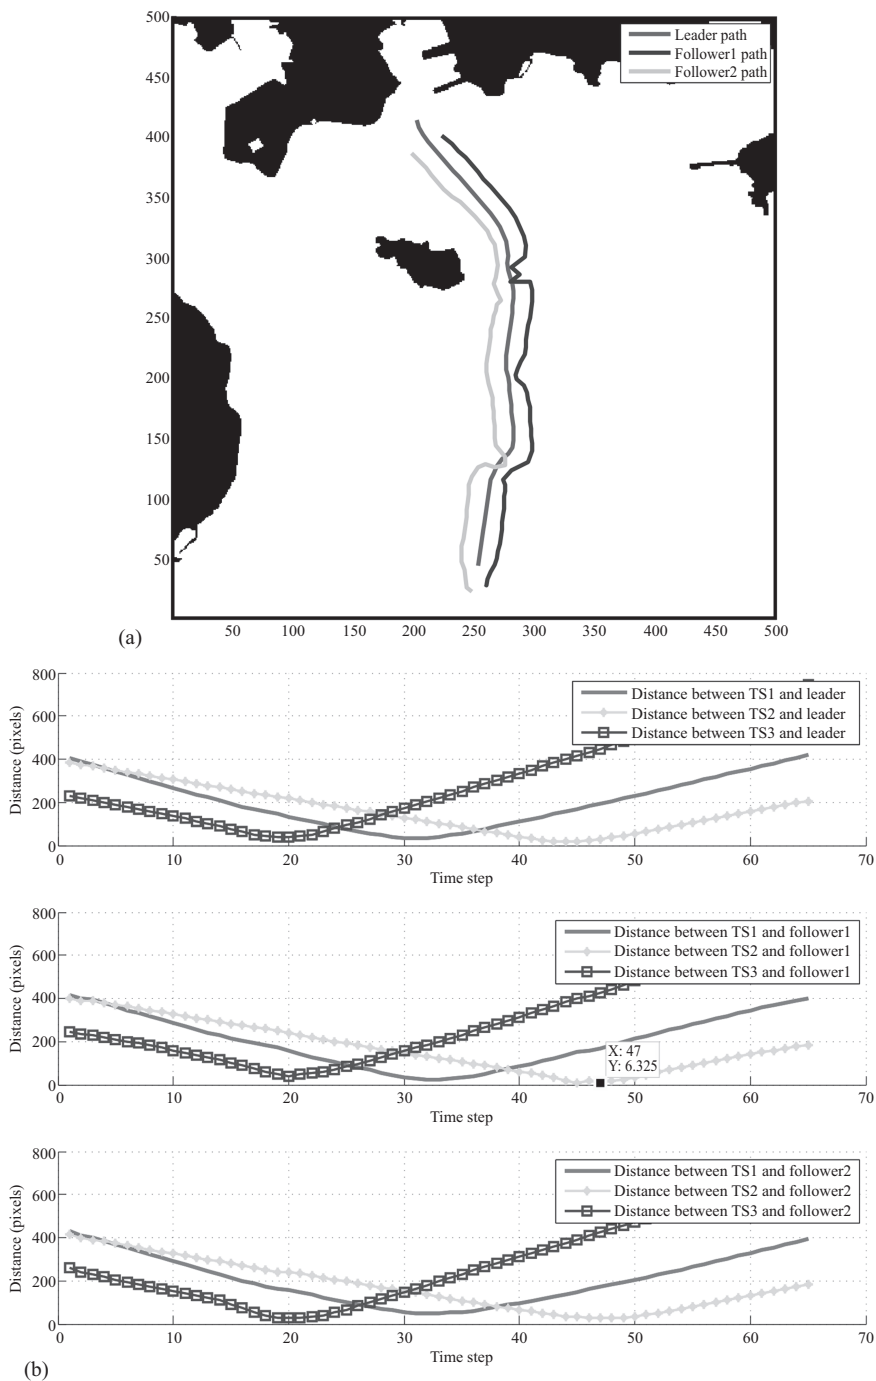 500
450
400
350
300
250
200
150
100
50
Leader path
Follower1 path
Follower2 path
50 100 150 200 250 300 350 400 450 500
(a)
800
600
400
200
0
Distance (pixels)
Distance between TS1 and leader
Distance between TS2 and leader
Distance between TS3 and leader
0 10 20 30 40 50 60 70
Time step
800
600
400
200
0
Distance (pixels)
Distance between TS1 and follower1
Distance between TS2 and follower1
Distance between TS3 and follower1
X: 47
Y: 6.325
0 10 20 30 40 50 60 70
Time step
800
600
400
200
0
Distance (pixels)
Distance between TS1 and follower2
Distance between TS2 and follower2
Distance between TS3 and follower2
0 10 20 30 40 50 60 70
Time step
(b)